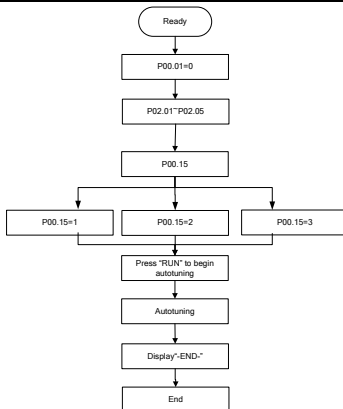 Ready
P00.01=0
P02.01~P02.05
P00.15
P00.15=1
P00.15=2
P00.15=3
Press "RUN" to begin
autotuning
Autotuning
Display"-END-"
End